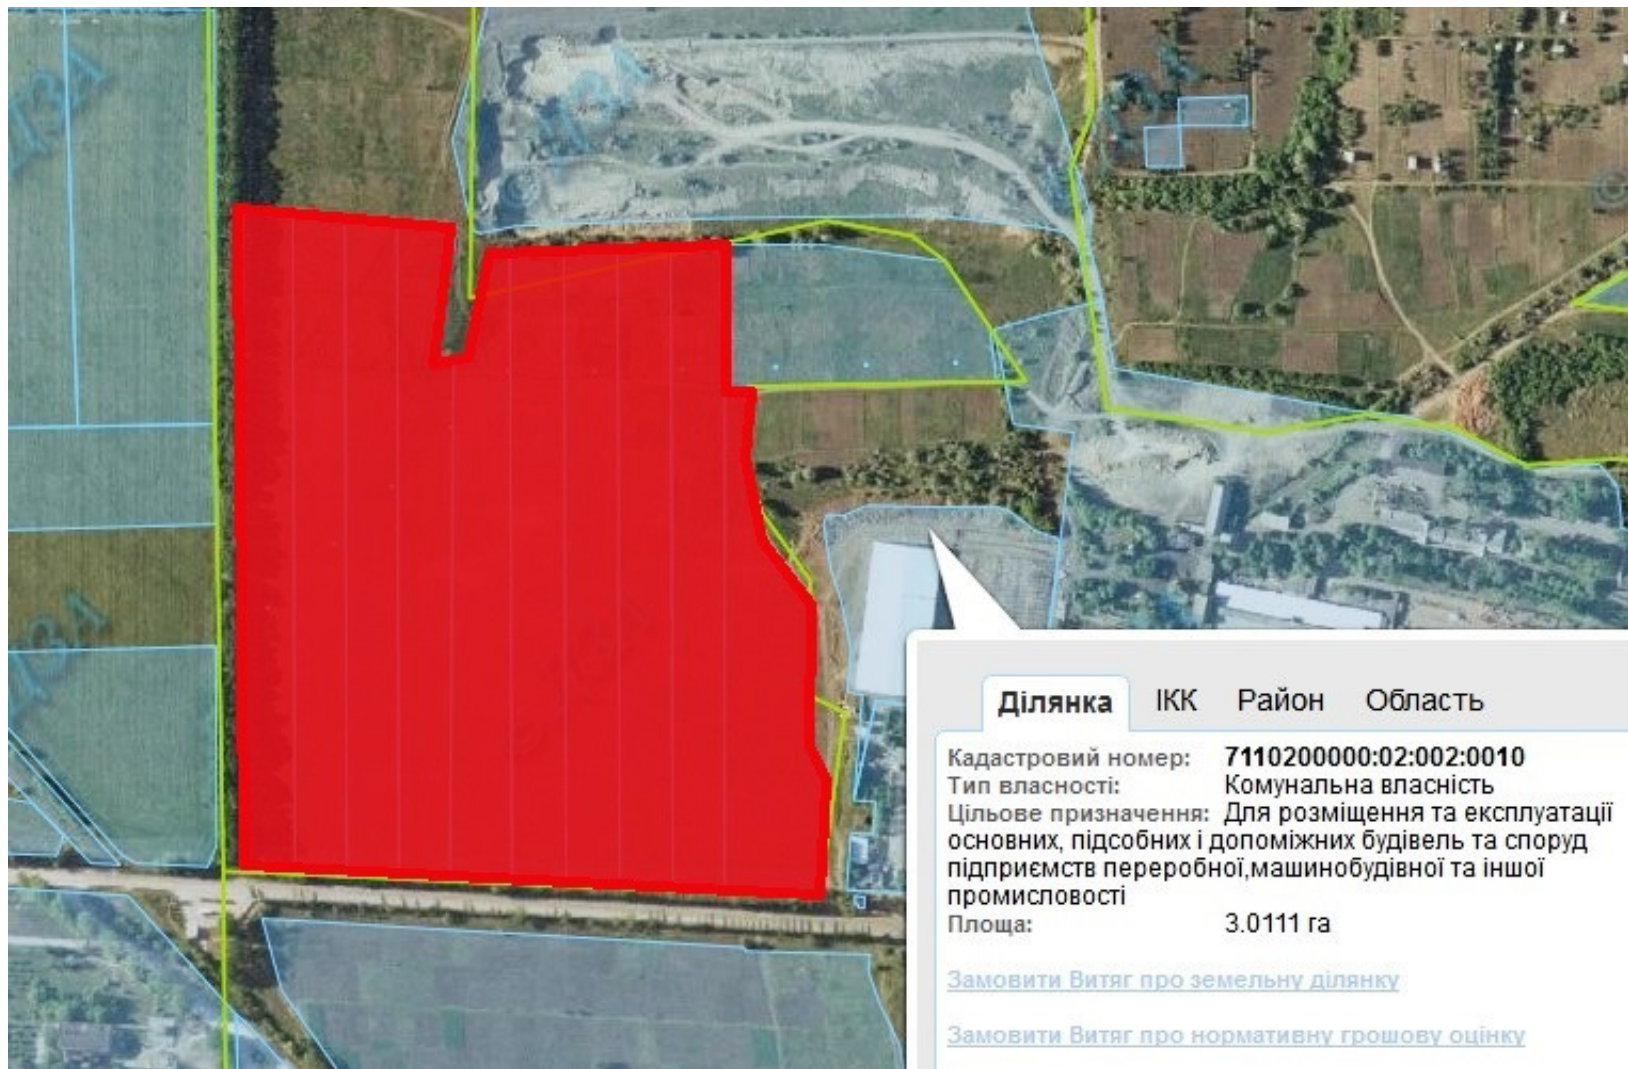 Ділянка ІКК Район Область
Кадастровий номер: 7110200000:02:002:0010
Тип власності: Комунальна власність
Цільове призначення: Для розміщення та експлуатації
основних, підсобних і допоміжних будівель та споруд
підприємств переробної,машинобудівної та іншої
промисловості
Площа: 3.0111 га
Замовити Витяг про земельну ділянку
Замовити Витяг про нормативну грошову оцінку